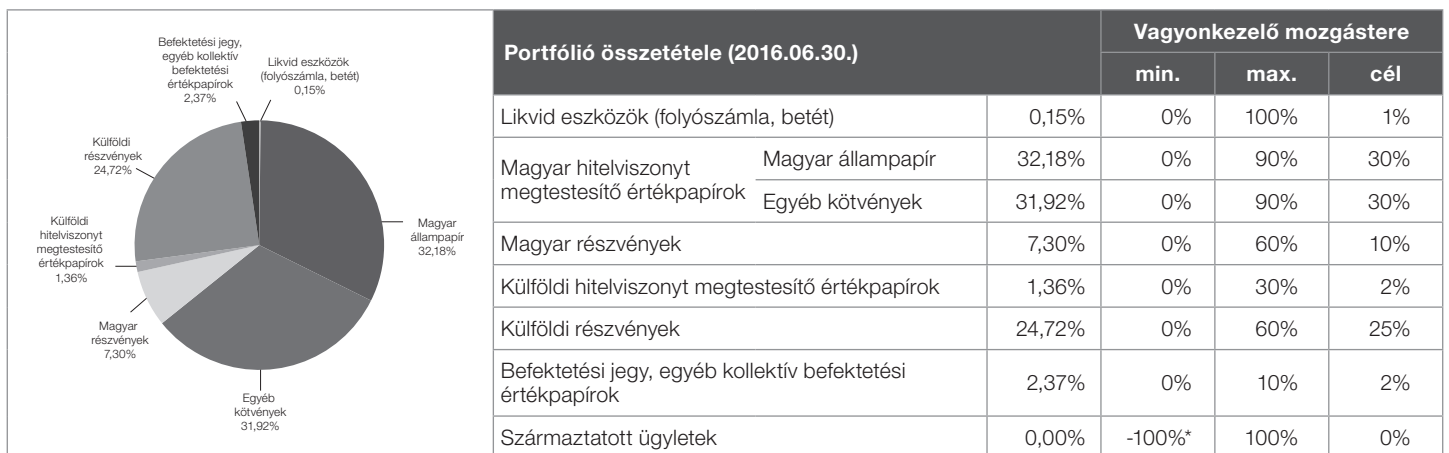 Befektetési jegy,
egyéb kollektív
befektetési
értékpapírok
2,37%
Likvid eszközök
(folyószámla, betét)
0,15%
Külföldi
részvények
24,72%
Külföldi
hitelviszonyt
megtestesítő
értékpapírok
1,36%
Magyar
részvények
7,30%
Egyéb
kötvények
31,92%
Magyar
állampapír
32,18%
Portfólió összetétele (2016.06.30.)
Vagyonkezelő mozgástere
min. max. cél
Likvid eszközök (folyószámla, betét) 0,15% 0% 100% 1%
Magyar hitelviszonyt
megtestesítő értékpapírok
Magyar állampapír 32,18% 0% 90% 30%
Egyéb kötvények 31,92% 0% 90% 30%
Magyar részvények 7,30% 0% 60% 10%
Külföldi hitelviszonyt megtestesítő értékpapírok 1,36% 0% 30% 2%
Külföldi részvények 24,72% 0% 60% 25%
Befektetési jegy, egyéb kollektív befektetési
értékpapírok 2,37% 0% 10% 2%
Származtatott ügyletek 0,00% -100%* 100% 0%